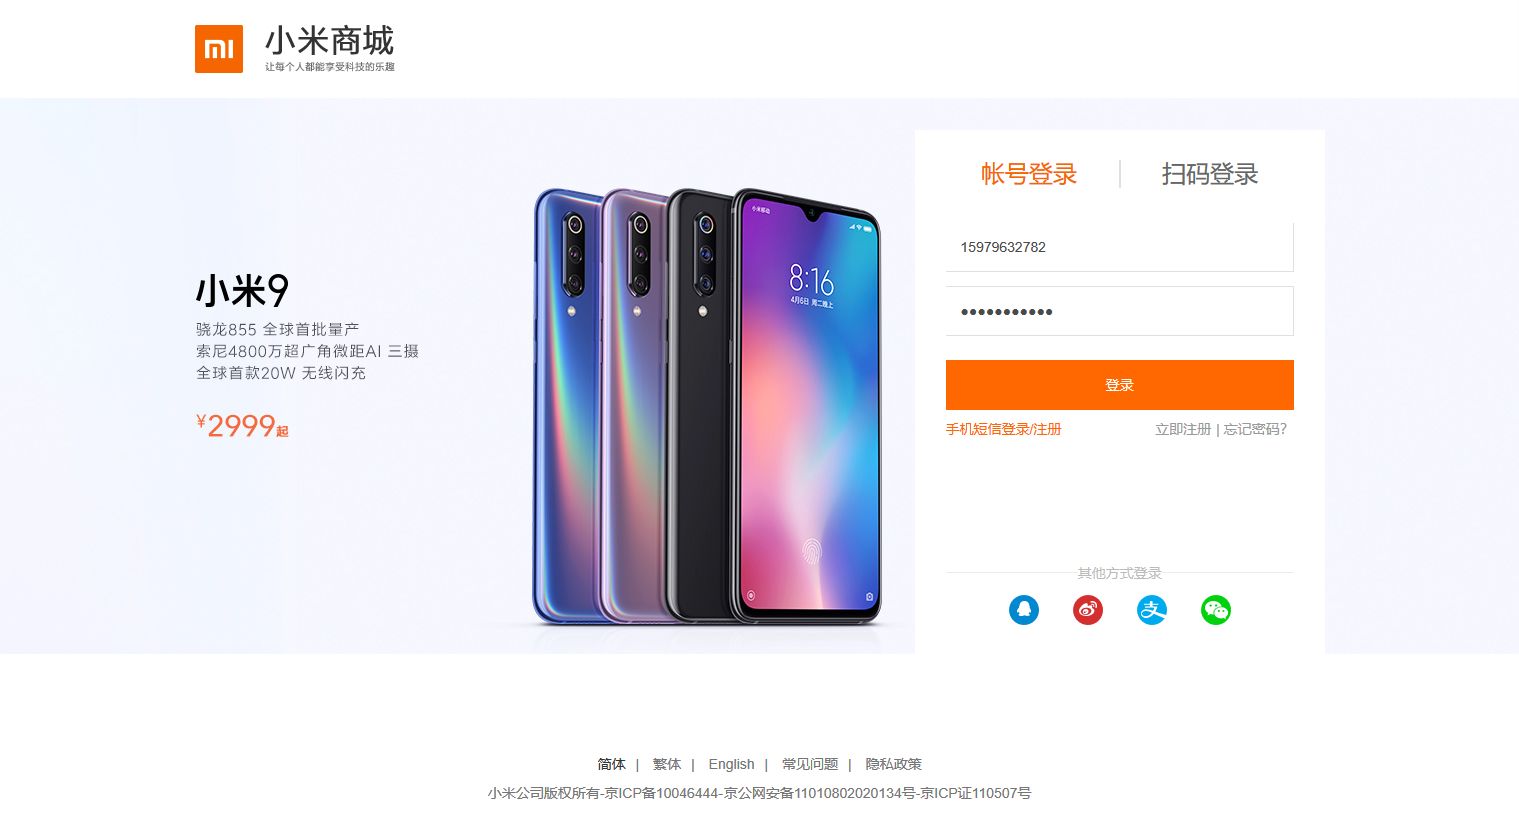 小米商城
让每个人都能享受科技的乐趣
帐号登录
扫码登录
15979632782
•••••••••••
登录
手机短信登录/注册
立即注册 | 忘记密码?
其他方式登录
小米9
骁龙855 全球首批量产
索尼4800万超广角微距AI 三摄
全球首款20W 无线闪充
¥2999起
小米移动
8:16
4月6日 周二晚上
简体 | 繁体 | English | 常见问题 | 隐私政策
小米公司版权所有-京ICP备10046444-京公网安备11010802020134号-京ICP证110507号